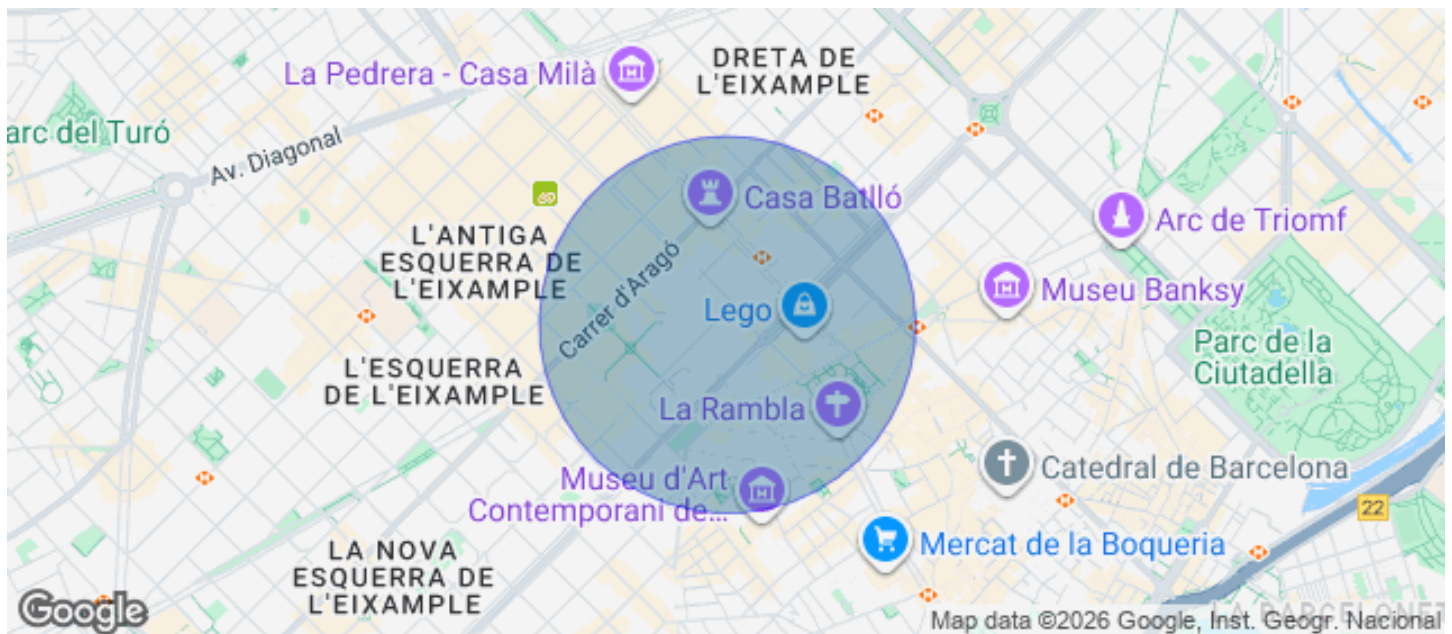 La Pedrera - Casa Milà
DRETA DE
L'EIXAMPLE
arc del Turó
Av. Diagonal
Casa Batlló
Arc de Triomf
L'ANTIGA
ESQUERRA DE
L'EIXAMPLE
Carrer d'Aragó
Lego
Museu Banksy
Parc de la
Ciutadella
L'ESQUERRA
DE L'EIXAMPLE
La Rambla
Catedral de Barcelona
Museu d'Art
Contemporani de...
22
Mercat de la Boqueria
LA NOVA
ESQUERRA DE
L'EIXAMPLE
Google
LA BARCELONET
Map data ©2026 Google, Inst. Geogr. Nacional